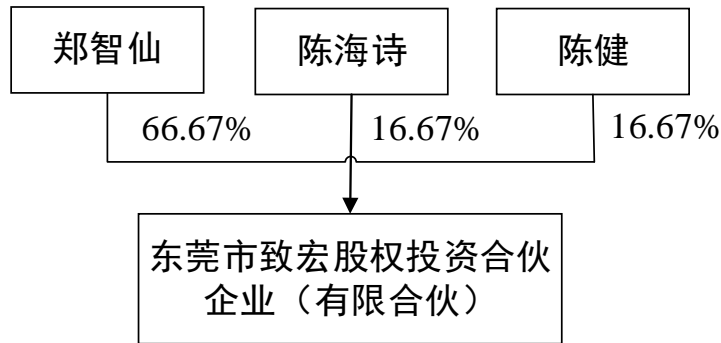 郑智仙
陈海诗
陈健
66.67%
16.67%
16.67%
东莞市致宏股权投资合伙
企业（有限合伙）